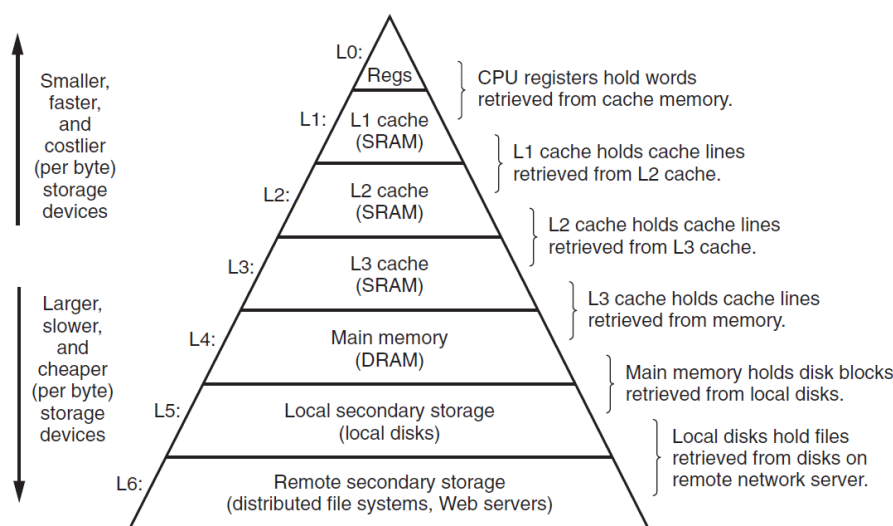 L0:
Regs
CPU registers hold words
retrieved from cache memory.
Smaller,
faster,
and
costlier
(per byte)
storage
devices
L1:
L1 cache
(SRAM)
L1 cache holds cache lines
retrieved from L2 cache.
L2:
L2 cache
(SRAM)
L2 cache holds cache lines
retrieved from L3 cache.
L3:
L3 cache
(SRAM)
L3 cache holds cache lines
retrieved from memory.
Larger,
slower,
and
cheaper
(per byte)
storage
devices
L4:
Main memory
(DRAM)
Main memory holds disk blocks
retrieved from local disks.
L5:
Local secondary storage
(local disks)
Local disks hold files
retrieved from disks on
remote network server.
L6:
Remote secondary storage
(distributed file systems, Web servers)